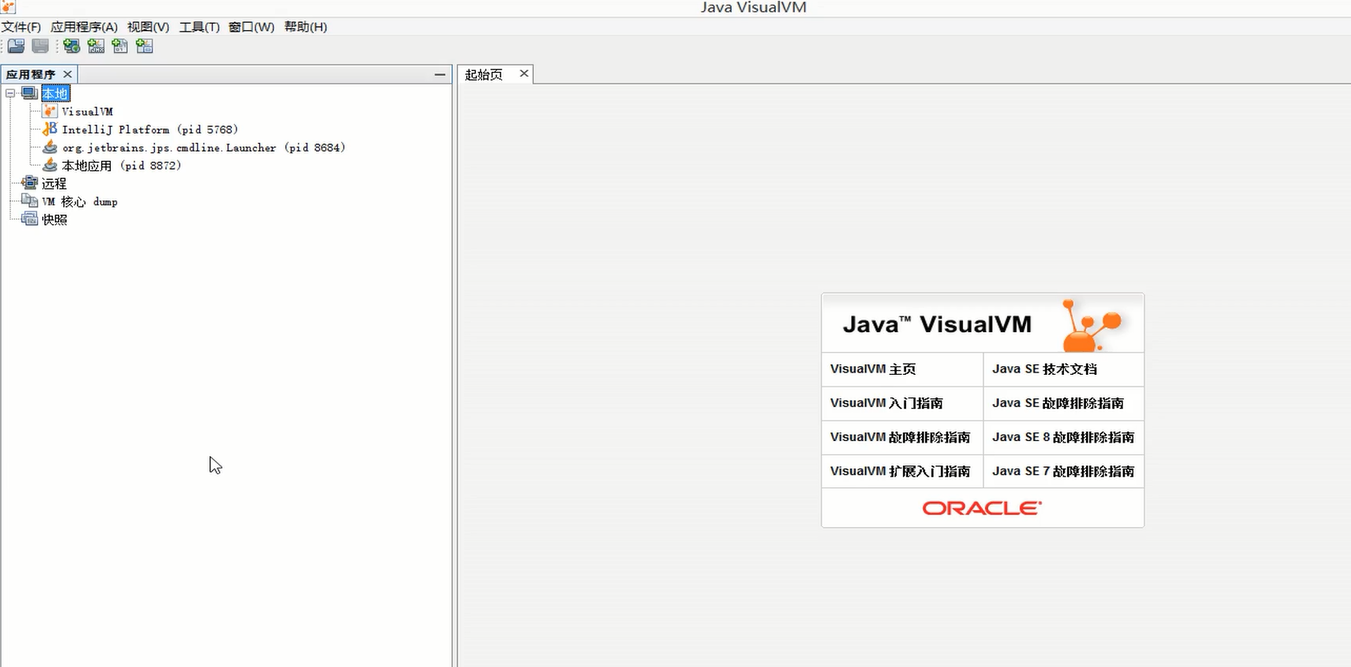 Java VisualVM
文件(F) 应用程序(A) 视图(V) 工具(T) 窗口(W) 帮助(H)
应用程序
起始页
本地
VisualVM
IntelliJ Platform (pid 5768)
org.jetbrains.jps.cmdline.Launcher (pid 8684)
本地应用 (pid 8872)
远程
VM 核心 dump
快照
Java™ VisualVM
VisualVM 主页 Java SE 技术文档
VisualVM 入门指南 Java SE 故障排除指南
VisualVM 故障排除指南 Java SE 8 故障排除指南
VisualVM 扩展入门指南 Java SE 7 故障排除指南
ORACLE